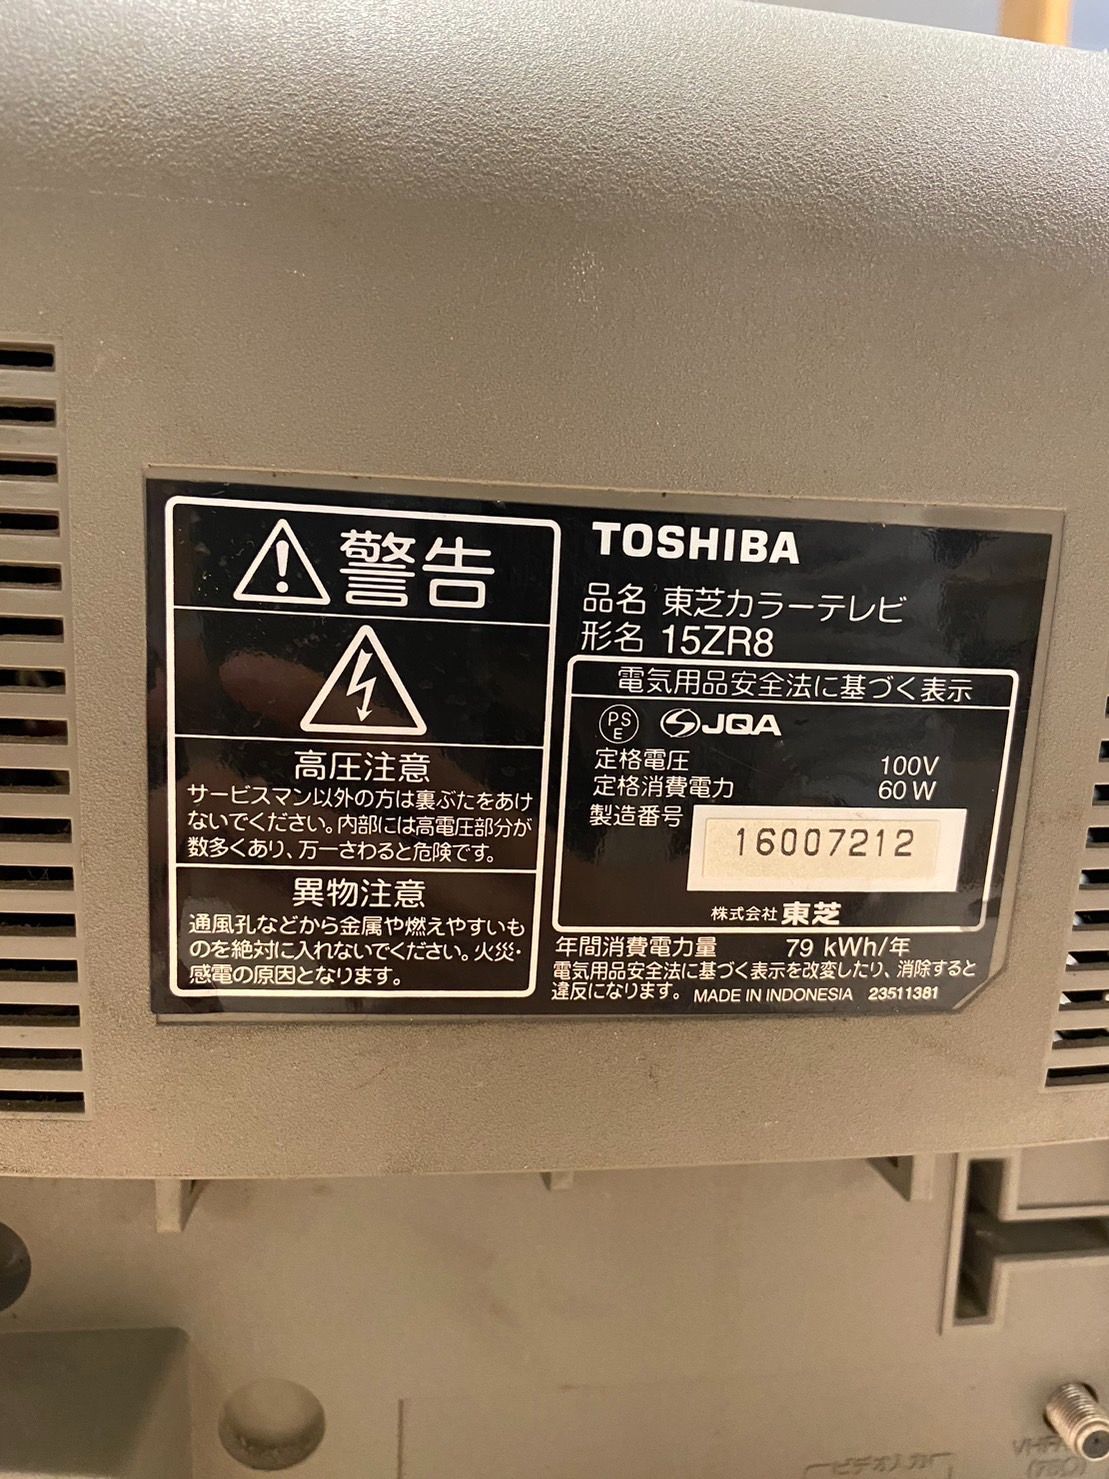 警告
高圧注意
サービスマン以外の方は裏ぶたをあけ
ないでください。内部には高電圧部分が
数多くあり、万一さわると危険です。
異物注意
通風孔などから金属や燃えやすいも
のを絶対に入れないでください。火災・
感電の原因となります。
TOSHIBA
品名 東芝カラーテレビ
形名 15ZR8
電気用品安全法に基づく表示
PS
E
JQA
定格電圧 100V
定格消費電力 60W
製造番号 16007212
株式会社 東芝
年間消費電力量 79 kWh/年
電気用品安全法に基づく表示を改変したり、消除すると
違反になります。 MADE IN INDONESIA 23511381
ビデオ入力